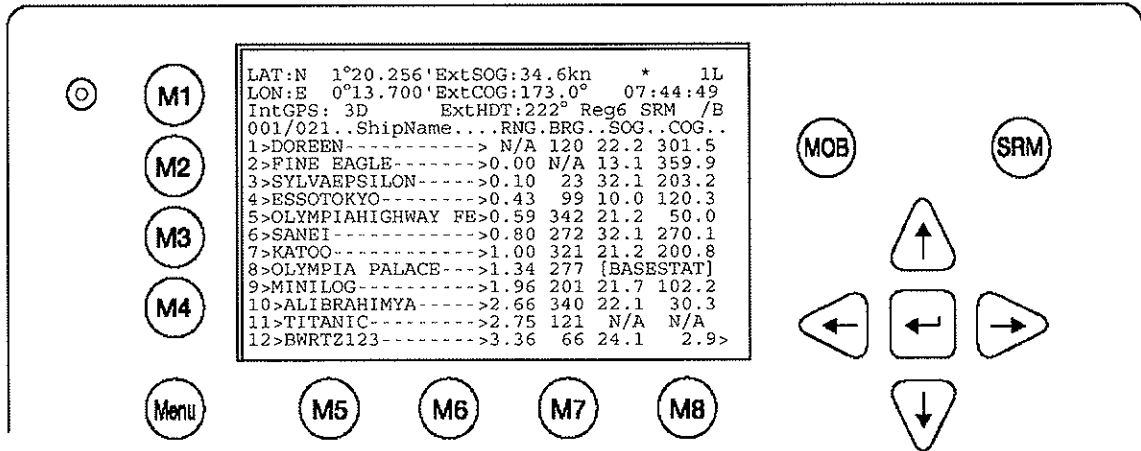 LAT:N  1°20.256'ExtSOG:34.6kn    *    1L
LON:E  0°13.700'ExtCOG:173.0°  07:44:49
IntGPS: 3D      ExtHDT:222° Reg6 SRM  /B
001/021..ShipName....RNG.BRG..SOG..COG..
1>DOREEN------------> N/A 120 22.2 301.5
2>FINE EAGLE------->0.00 N/A 13.1 359.9
3>SYLVAEPSILON----->0.10  23 32.1 203.2
4>ESSOTOKYO-------->0.43  99 10.0 120.3
5>OLYMPIAHIGHWAY FE>0.59 342 21.2  50.0
6>SANEI------------>0.80 272 32.1 270.1
7>KATOO------------>1.00 321 21.2 200.8
8>OLYMPIA PALACE--->1.34 277 [BASESTAT]
9>MINILOG---------->1.96 201 21.7 102.2
10>ALIBRAHIMYA----->2.66 340 22.1  30.3
11>TITANIC--------->2.75 121  N/A  N/A
12>BWRTZ123-------->3.36  66 24.1   2.9>
M1
M2
M3
M4
Menu
M5
M6
M7
M8
MOB
SRM